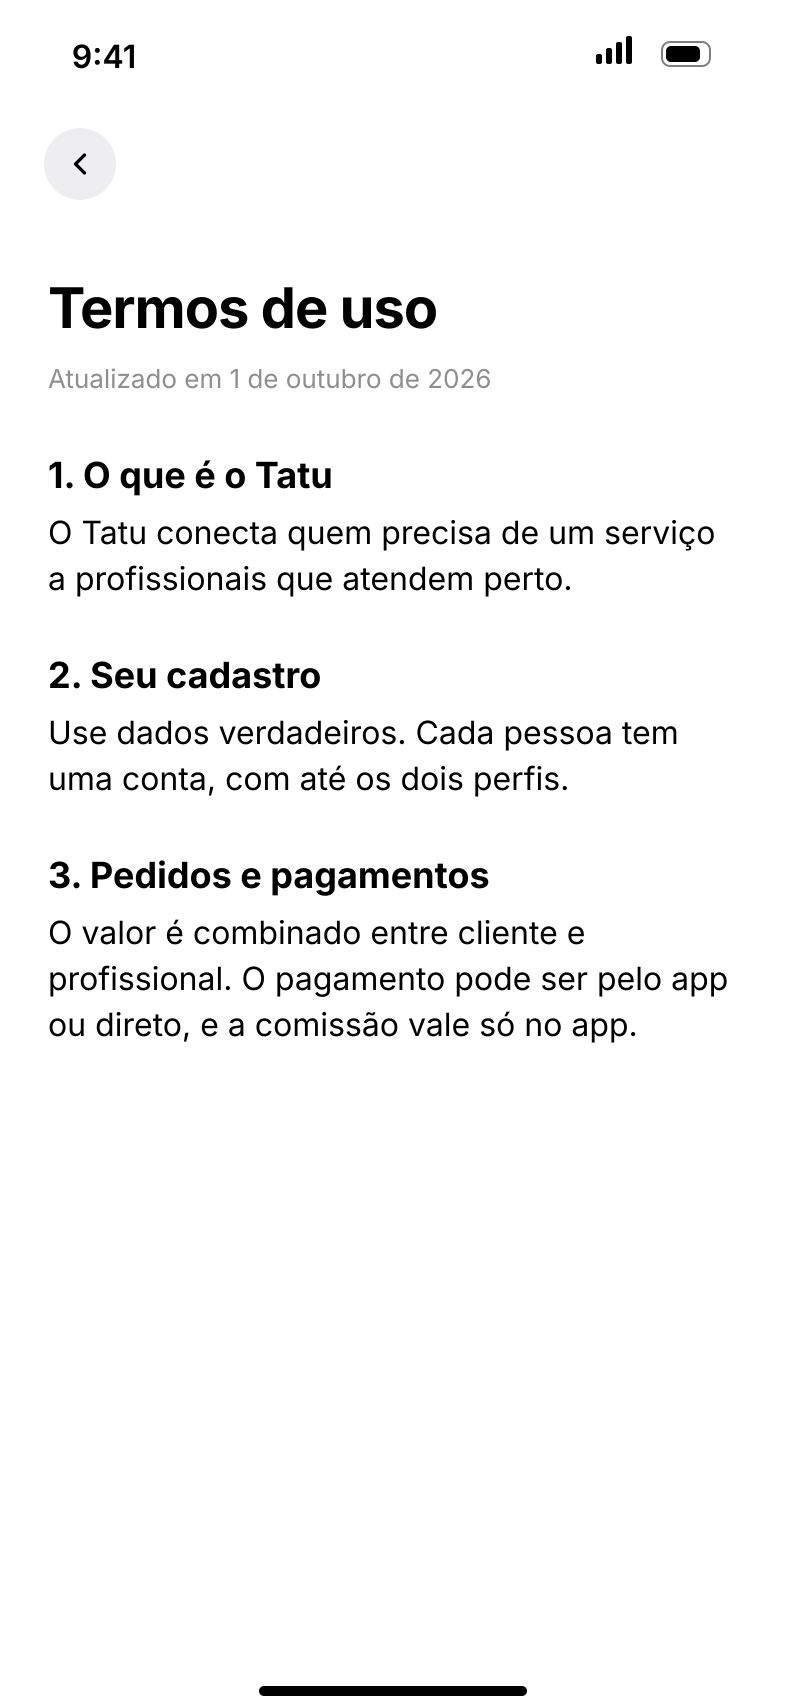 9:41
Termos de uso
Atualizado em 1 de outubro de 2026
1. O que é o Tatu
O Tatu conecta quem precisa de um serviço
a profissionais que atendem perto.
2. Seu cadastro
Use dados verdadeiros. Cada pessoa tem
uma conta, com até os dois perfis.
3. Pedidos e pagamentos
O valor é combinado entre cliente e
profissional. O pagamento pode ser pelo app
ou direto, e a comissão vale só no app.